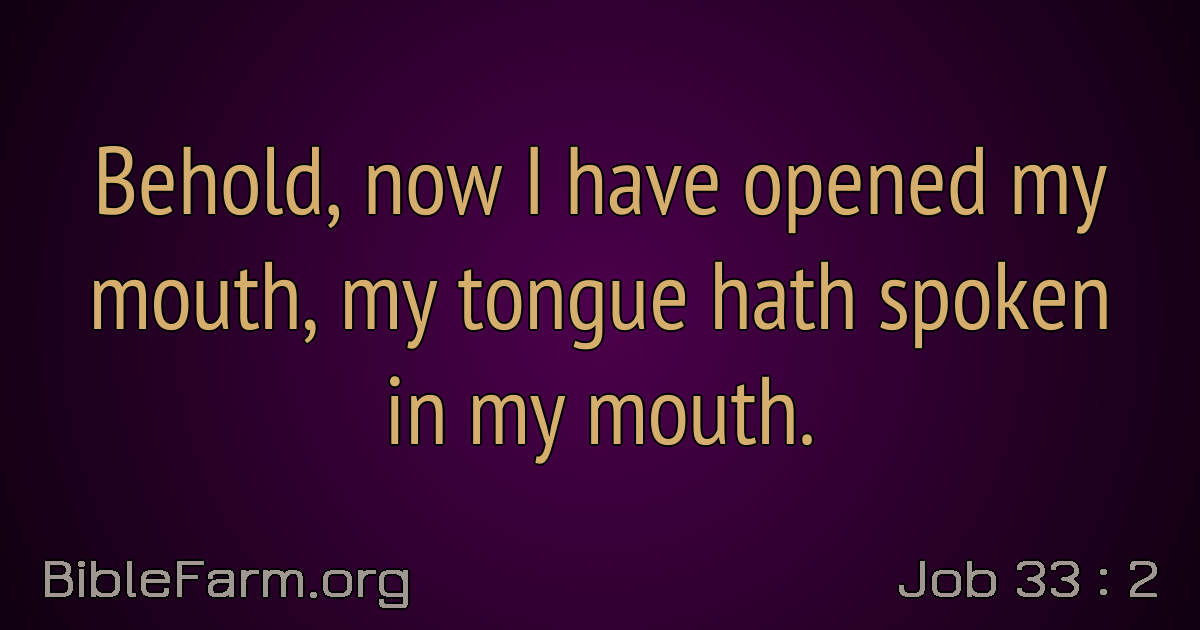 Behold, now I have opened my
mouth, my tongue hath spoken
in my mouth.
BibleFarm.org
Job 33 : 2